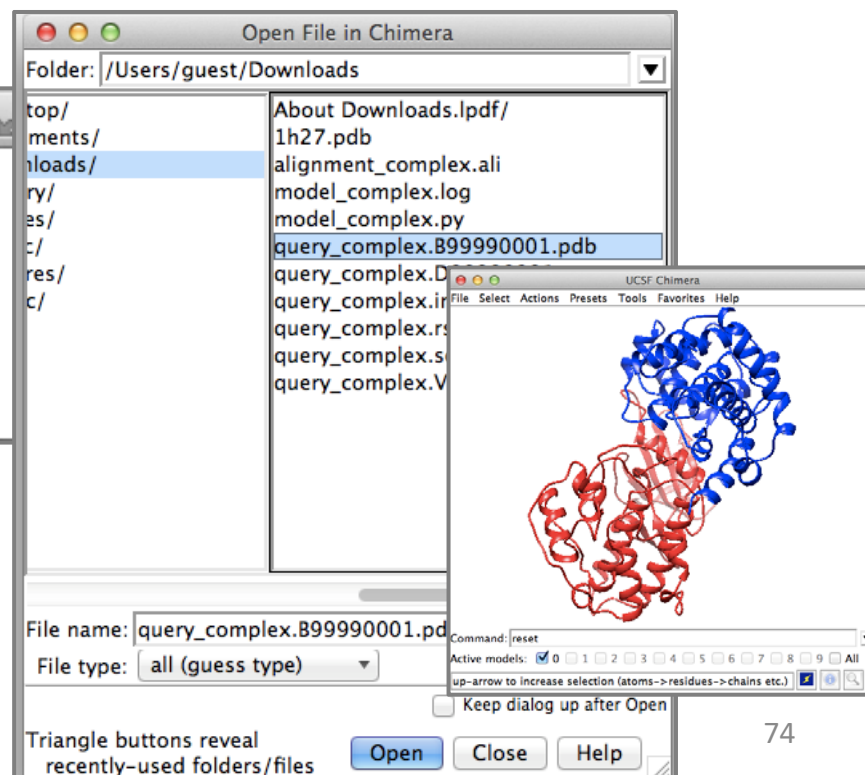 Open File in Chimera
Folder: /Users/guest/Downloads
top/
ments/
nloads/
ry/
es/
c/
res/
c/
About Downloads.lpdf/
1h27.pdb
alignment_complex.ali
model_complex.log
model_complex.py
query_complex.B99990001.pdb
query_complex.D
query_complex.in
query_complex.rs
query_complex.s
query_complex.V
UCSF Chimera
File Select Actions Presets Tools Favorites Help
Command: reset
Active models: 0 1 2 3 4 5 6 7 8 9 All
up-arrow to increase selection (atoms->residues->chains etc.)
File name: query_complex.B99990001.pd
File type: all (guess type)
Keep dialog up after Open
Triangle buttons reveal
recently-used folders/files
Open Close Help
74